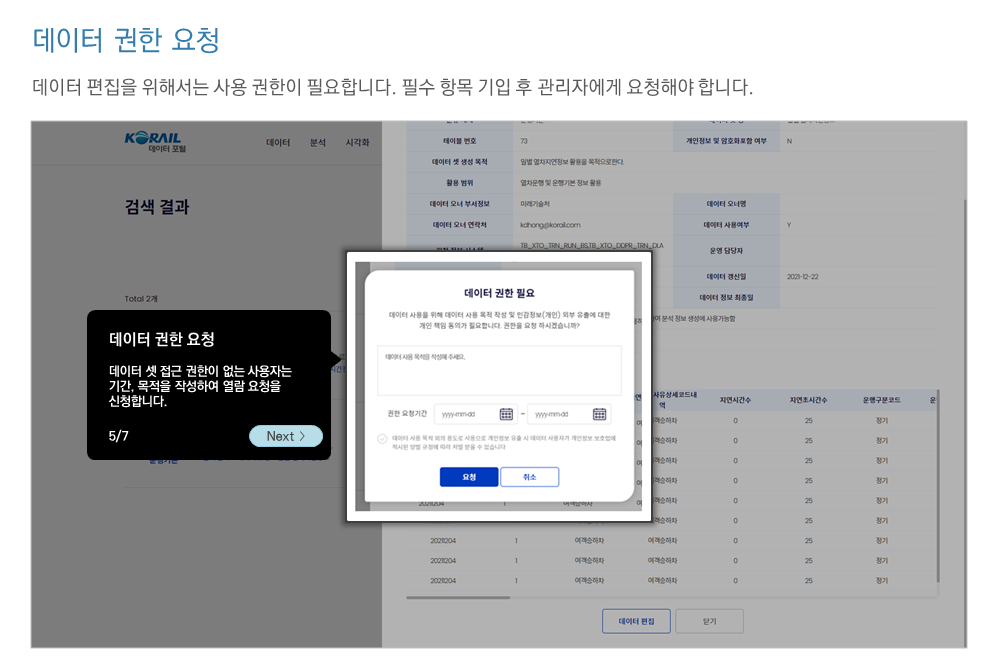 데이터 권한 요청
데이터 편집을 위해서는 사용 권한이 필요합니다. 필수 항목 기입 후 관리자에게 요청해야 합니다.
KORAIL
데이터 포털
데이터 분석 시각화
검색 결과
Total 2개
테이블 번호 73 개인정보 및 암호화포함 여부 N
데이터 셋 생성 목적 일별 열차지연정보 활용을 목적으로한다.
활용 범위 열차운행 및 운행기본 정보 활용
데이터 오너 부서정보 미래기술처 데이터 오너명
데이터 오너 연락처 kdhong@korail.com 데이터 사용여부 Y
TB_XTO_TRN_RUN_BS,TB_XTO_DDPR_TRN_DLA 운영 담당자
데이터 갱신일 2021-12-22
데이터 정보 최종일
분석 정보 생성에 사용가능함
데이터 권한 요청
데이터 셋 접근 권한이 없는 사용자는
기간, 목적을 작성하여 열람 요청을
신청합니다.
5/7 Next >
데이터 권한 필요
데이터 사용을 위해 데이터 사용 목적 작성 및 민감정보(개인) 외부 유출에 대한
개인 책임 동의가 필요합니다. 권한을 요청 하시겠습니까?
데이터 사용 목적을 작성해 주세요.
권한 요청기간 yyyy-mm-dd ~ yyyy-mm-dd
데이터 사용 목적 외의 용도로 사용으로 개인정보 유출 시 데이터 사용자가 개인정보 보호법에
적시된 양벌 규정에 따라 처벌 받을 수 있습니다
요청 취소
사유상세코드내역 지연시간수 지연초시간수 운행구분코드
여객승하차 0 25 정기
여객승하차 0 25 정기
여객승하차 0 25 정기
여객승하차 0 25 정기
20211204 1 여객승하차 여객승하차 0 25 정기
여객승하차 0 25 정기
20211204 1 여객승하차 여객승하차 0 25 정기
20211204 1 여객승하차 여객승하차 0 25 정기
20211204 1 여객승하차 여객승하차 0 25 정기
데이터 편집 닫기